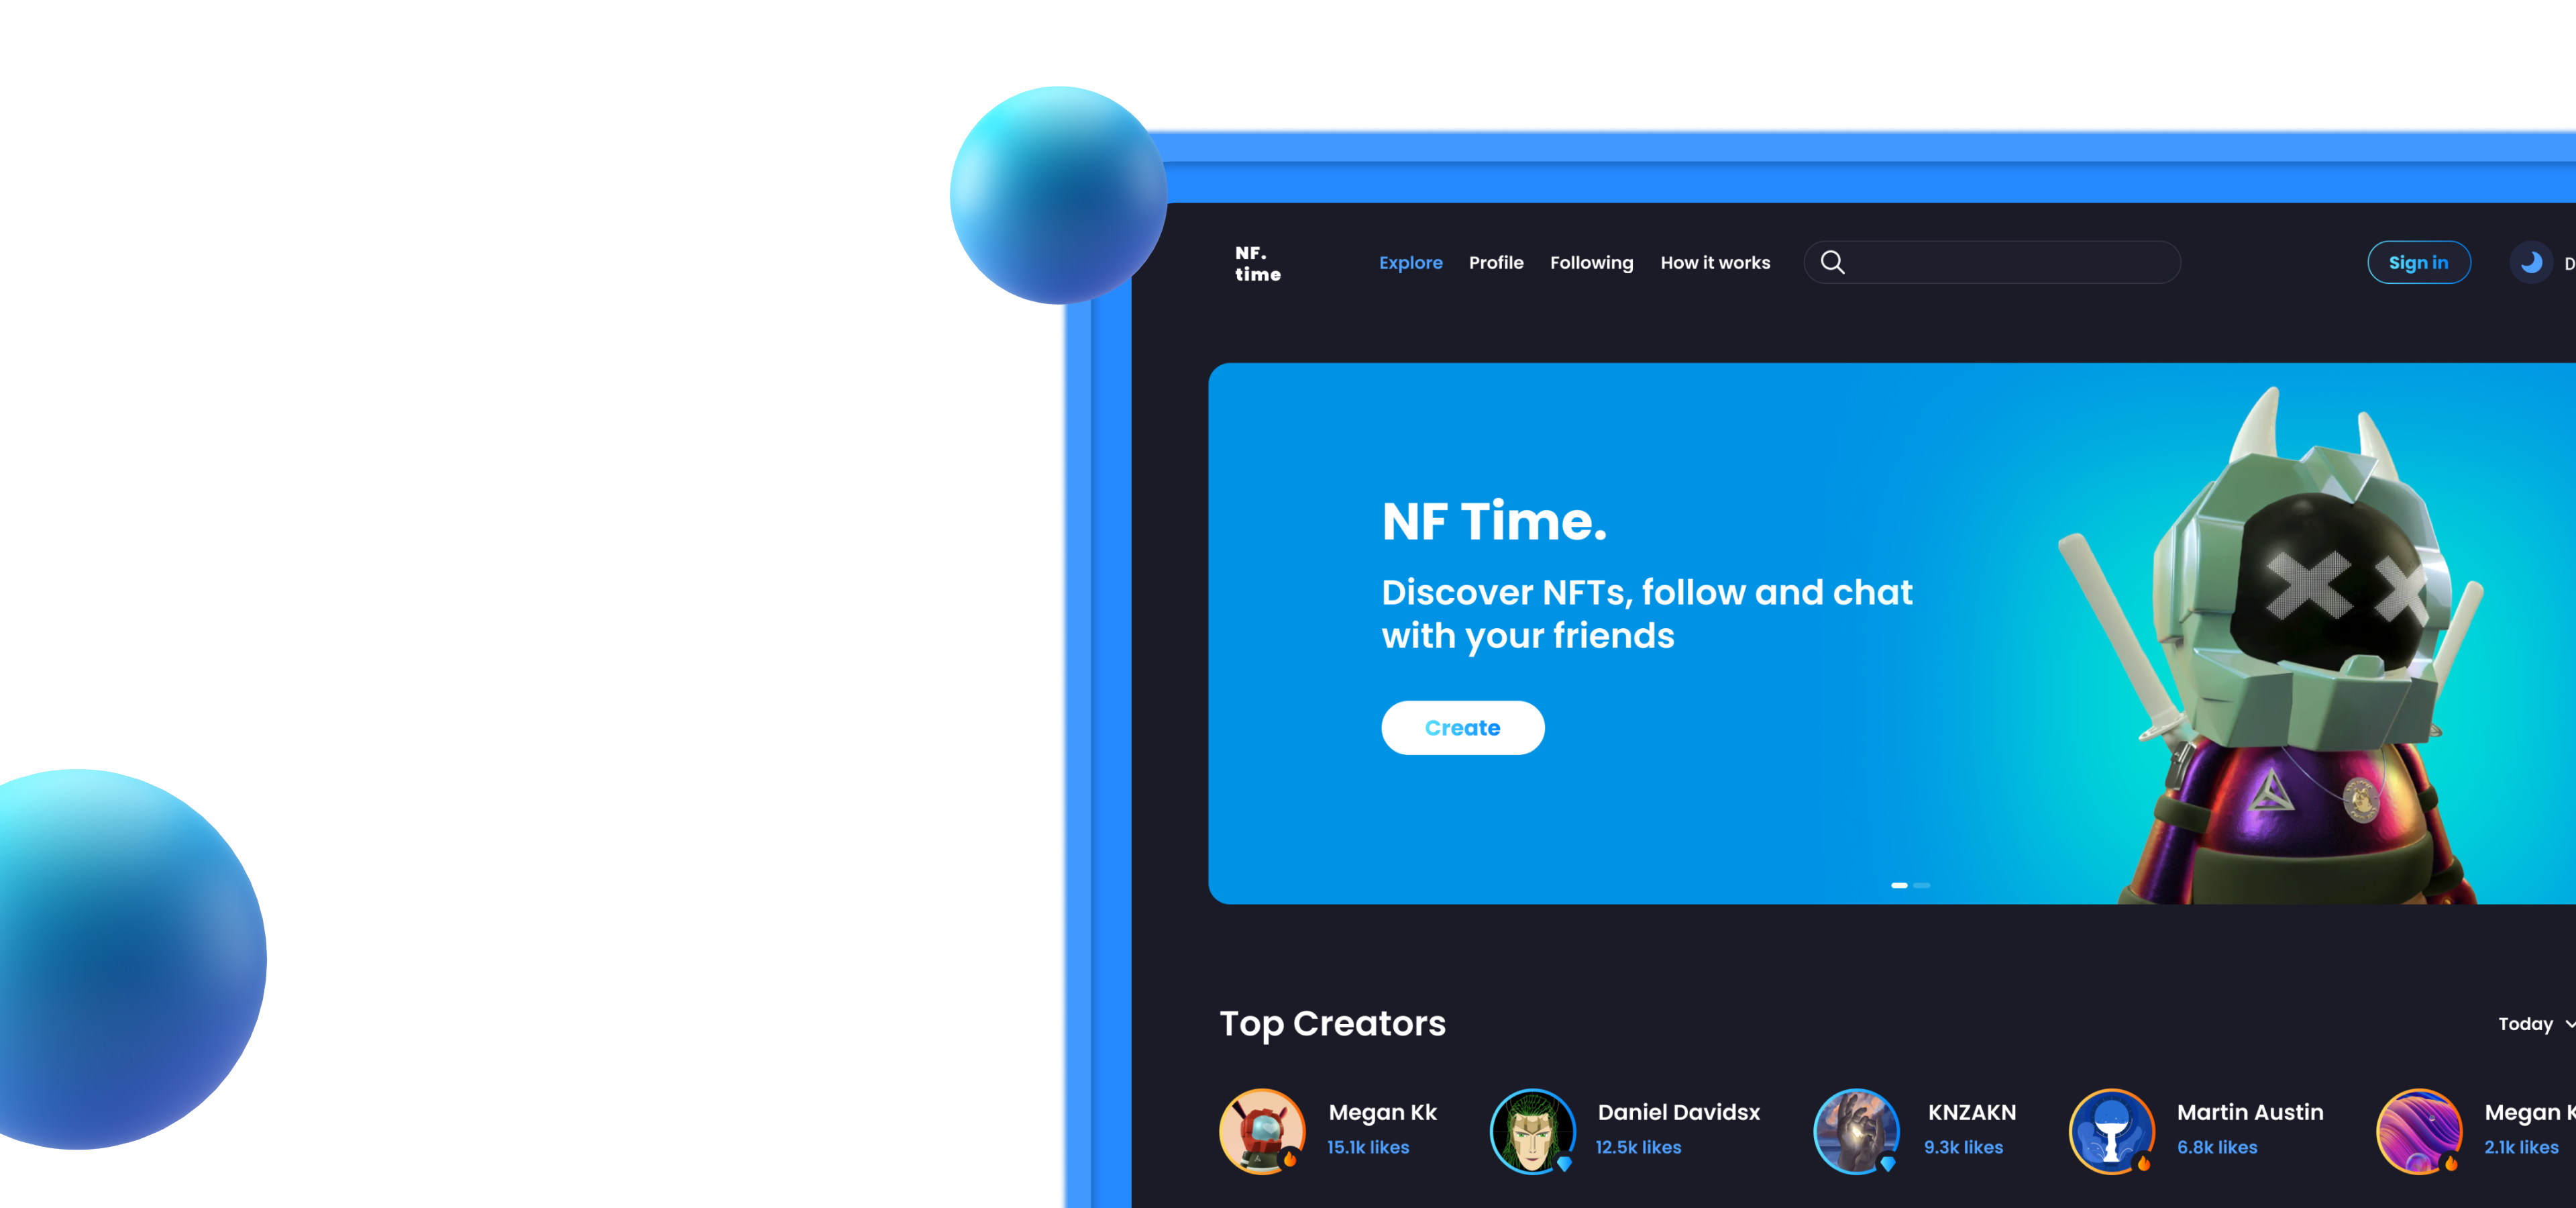 NF.
time
Explore
Profile
Following
How it works
Sign in
NF Time.
Discover NFTs, follow and chat
with your friends
Create
Top Creators
Today
Megan Kk
15.1k likes
Daniel Davidsx
12.5k likes
KNZAKN
9.3k likes
Martin Austin
6.8k likes
Megan
2.1k likes